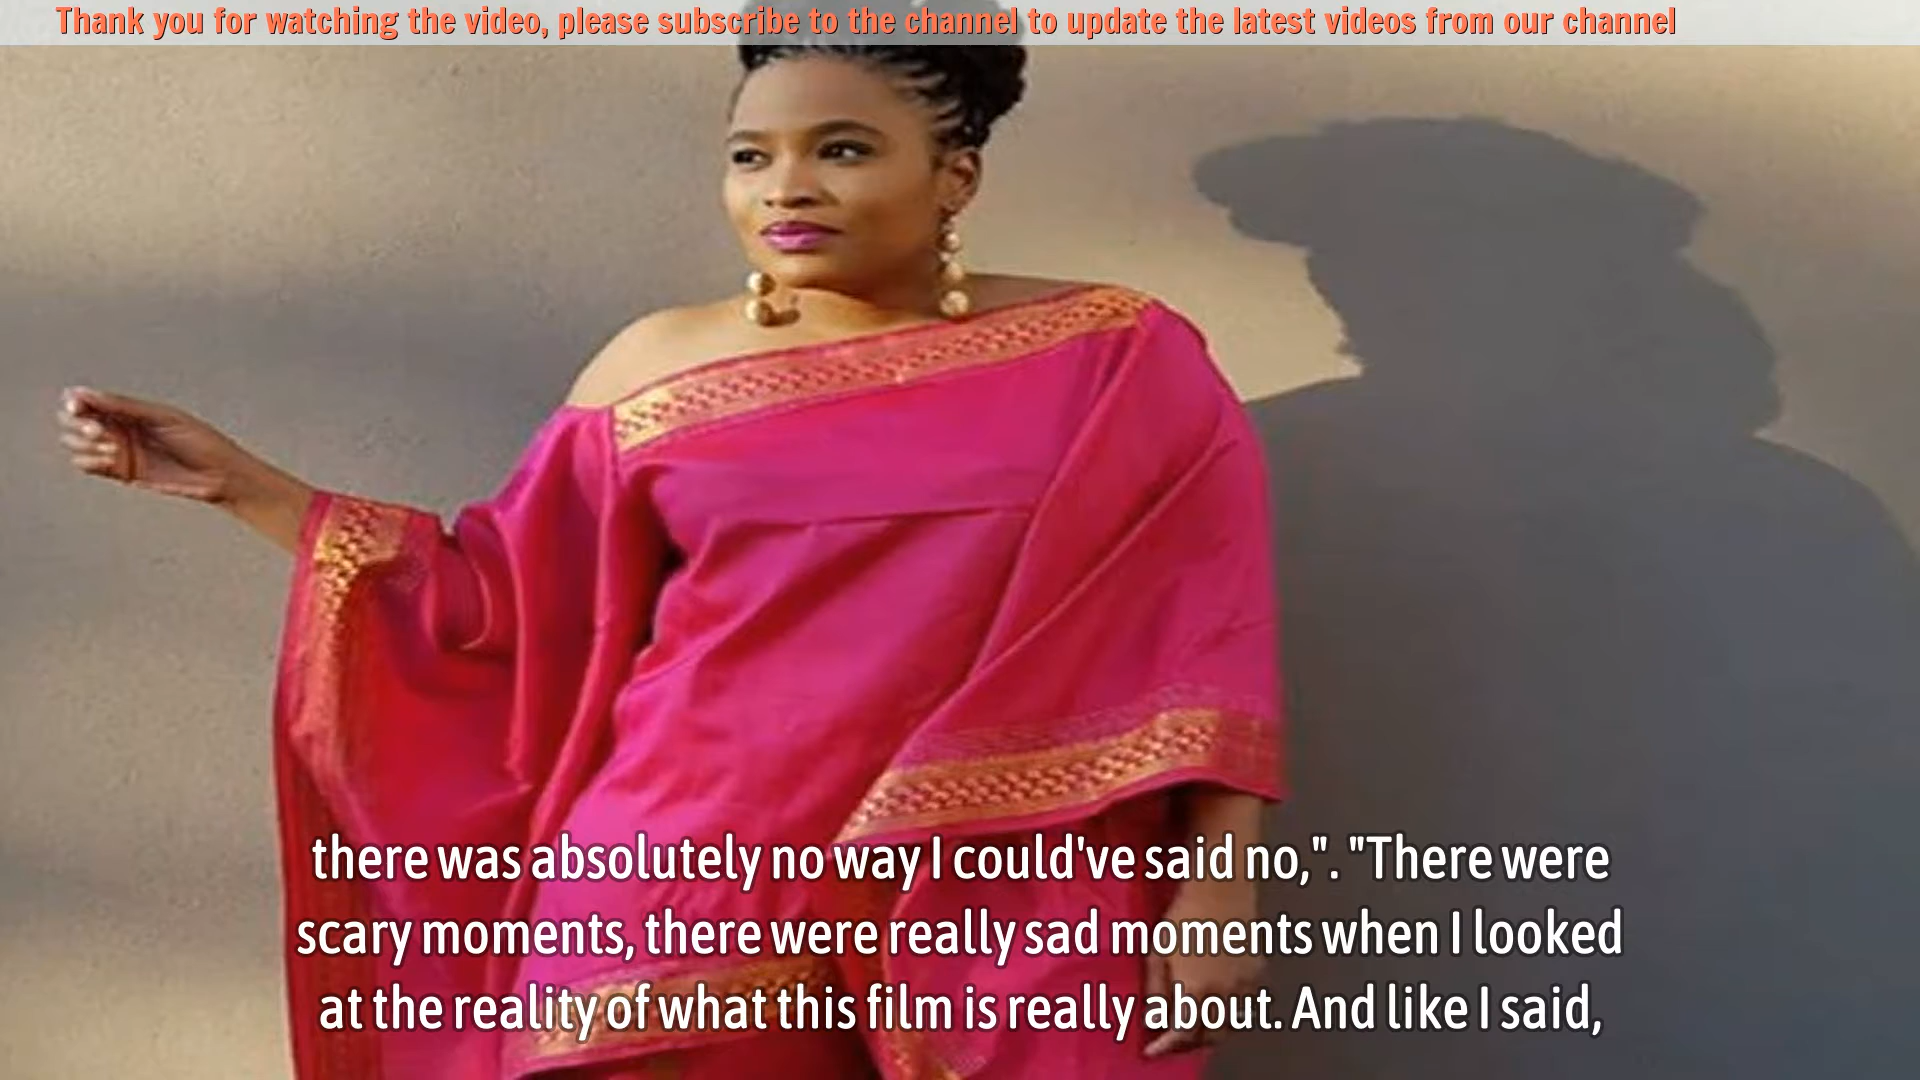 Thank you for watching the video, please subscribe to the channel to update the latest videos from our channel
there was absolutely no way I could've said no,". "There were
scary moments, there were really sad moments when I looked
at the reality of what this film is really about. And like I said,